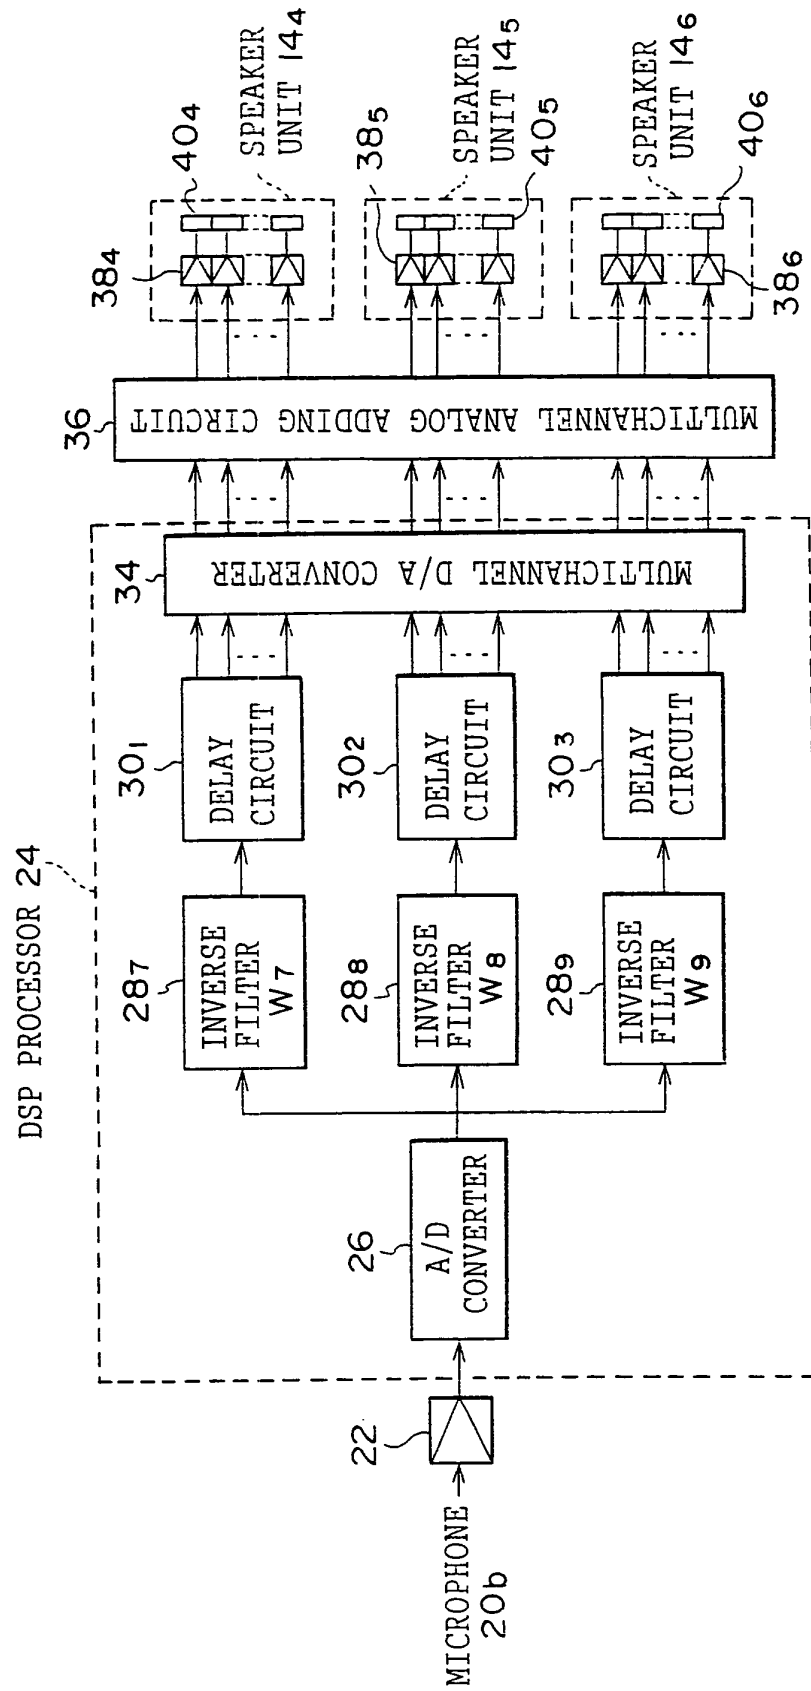 DSP PROCESSOR 24
MICROPHONE
20b
22
26
A/D
CONVERTER
287
INVERSE
FILTER
W7
288
INVERSE
FILTER
W8
289
INVERSE
FILTER
W9
301
DELAY
CIRCUIT
302
DELAY
CIRCUIT
303
DELAY
CIRCUIT
34
MULTICHANNEL D/A CONVERTER
36
MULTICHANNEL ANALOG ADDING CIRCUIT
384
404
SPEAKER
UNIT 144
385
405
SPEAKER
UNIT 145
386
406
SPEAKER
UNIT 146